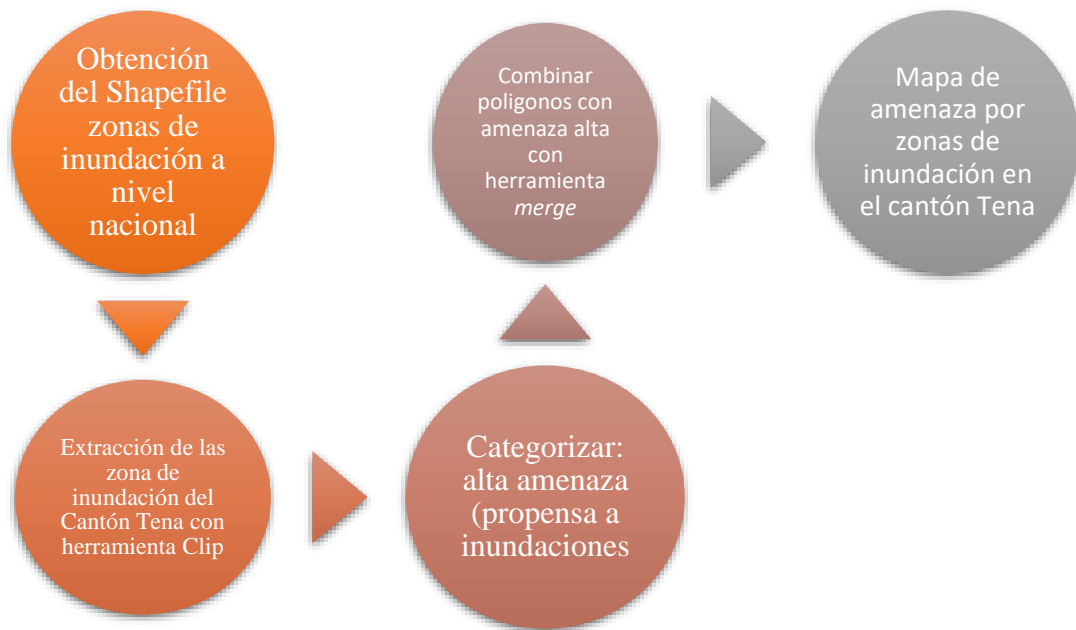 Obtención
del Shapefile
zonas de
inundación a
nivel
nacional
Extracción de las
zona de
inundación del
Cantón Tena con
herramienta Clip
Categorizar:
alta amenaza
(propensa a
inundaciones
Combinar
poligonos con
amenaza alta
con
herramienta
merge
Mapa de
amenaza por
zonas de
inundación en
el cantón Tena